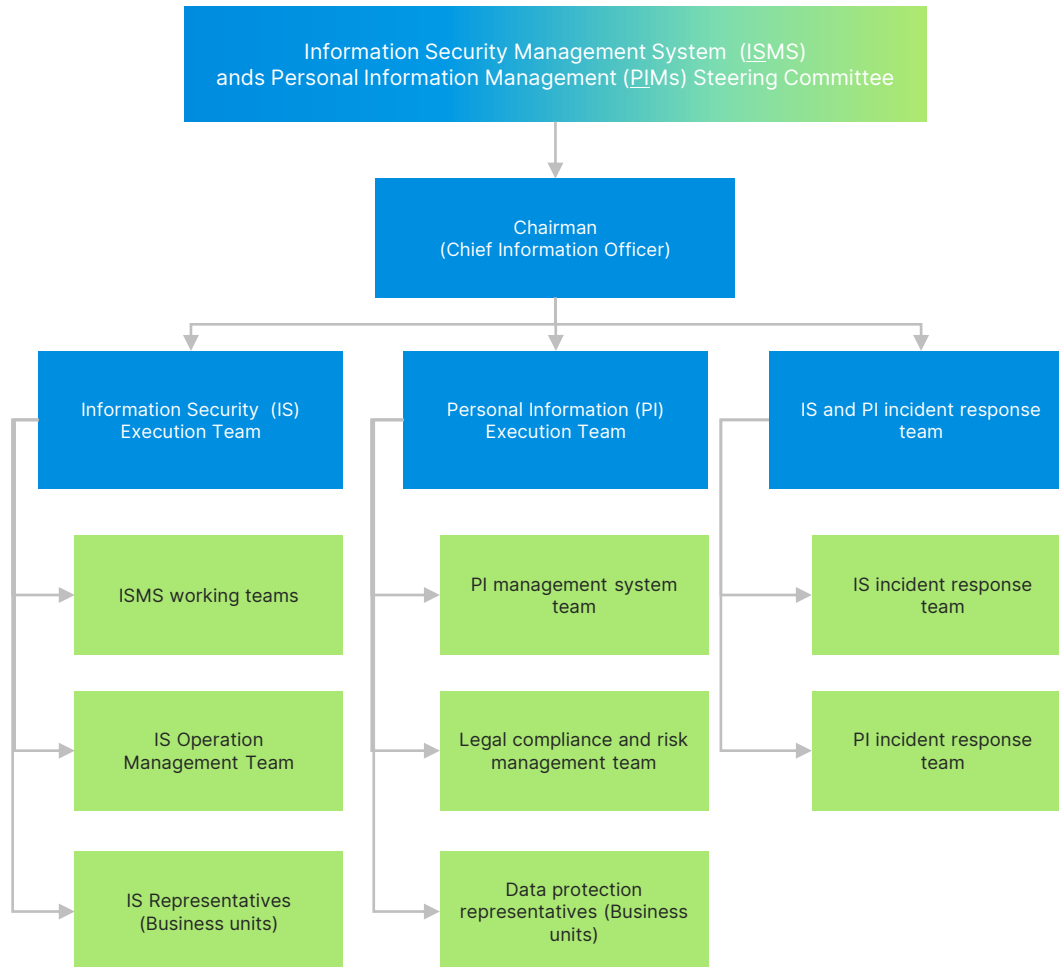 Information Security Management System (ISMS)
ands Personal Information Management (PIMs) Steering Committee
Chairman
(Chief Information Officer)
Information Security (IS)
Execution Team
Personal Information (PI)
Execution Team
IS and PI incident response
team
ISMS working teams
PI management system
team
IS incident response
team
IS Operation
Management Team
Legal compliance and risk
management team
PI incident response
team
IS Representatives
(Business units)
Data protection
representatives (Business
units)